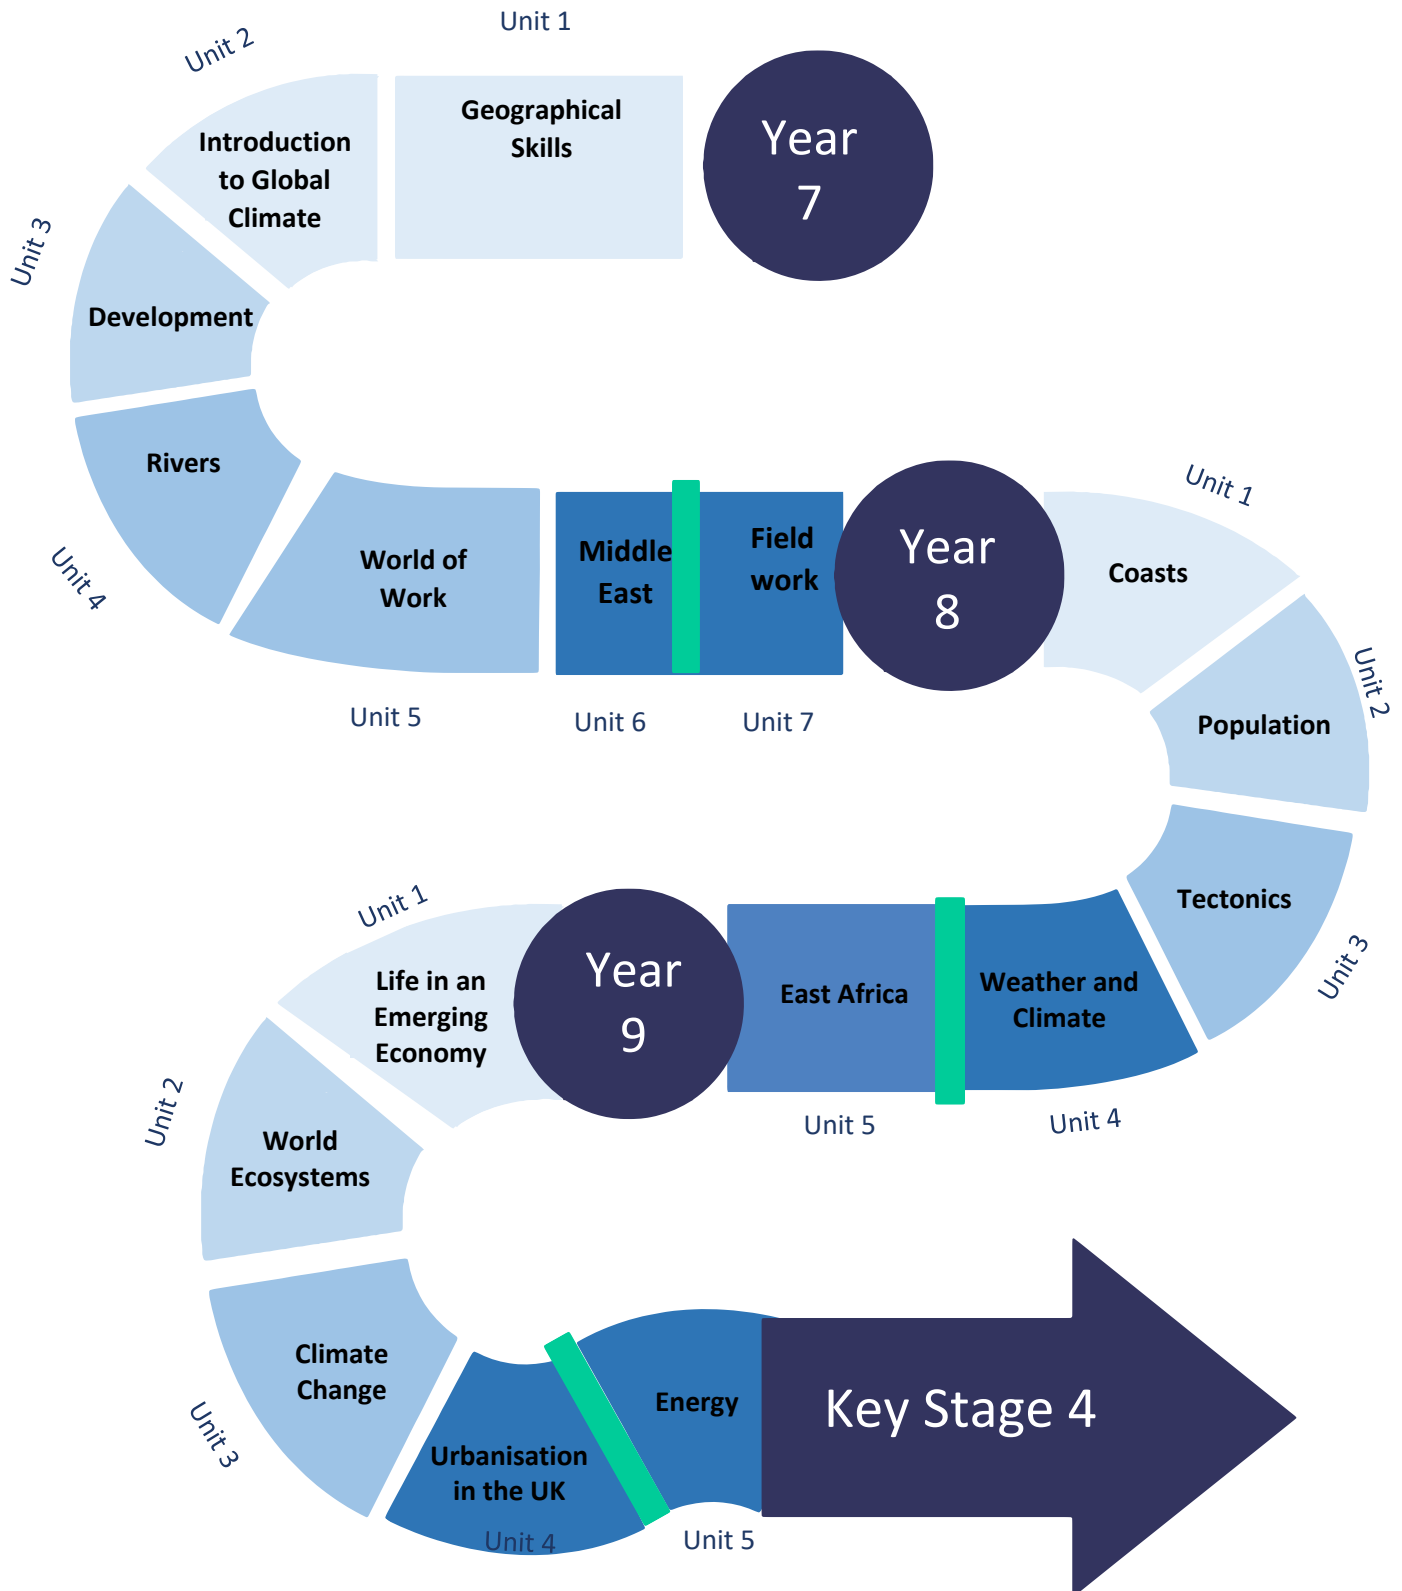 Year
7
Unit 1
Geographical
Skills
Unit 2
Introduction
to Global
Climate
Unit 3
Development
Unit 4
Rivers
World of
Work
Unit 5
Middle
East
Unit 6
Field
work
Unit 7
Year
8
Unit 1
Coasts
Unit 2
Population
Tectonics
Unit 3
Weather and
Climate
Unit 4
East Africa
Unit 5
Year
9
Unit 1
Life in an
Emerging
Economy
Unit 2
World
Ecosystems
Climate
Change
Unit 3
Urbanisation
in the UK
Unit 4
Energy
Unit 5
Key Stage 4